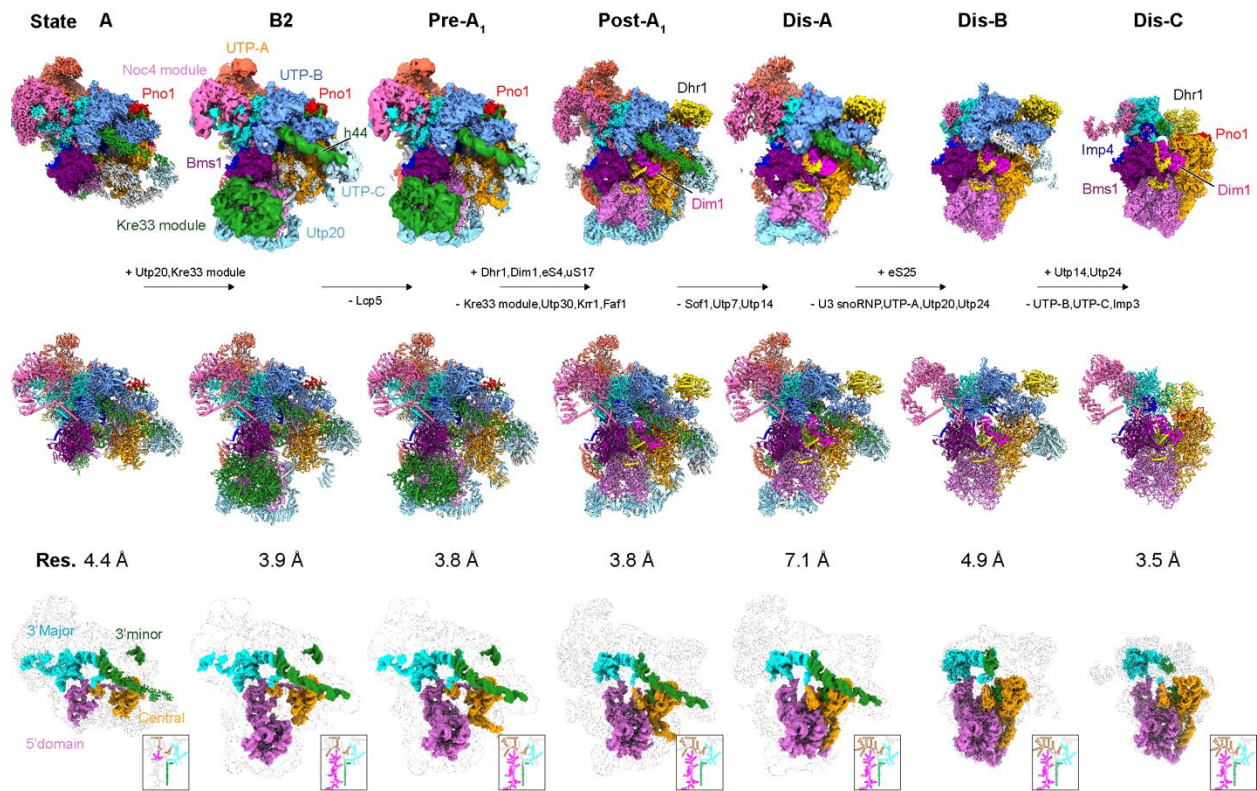 State A B2 Pre-A₁ Post-A₁ Dis-A Dis-B Dis-C
UTP-A
Noc4 module
UTP-B
Pno1
Pno1
Pno1
Dhr1
Dhr1
h44
Pno1
Imp4
Bms1
UTP-C
Bms1
Dim1
Dim1
Kre33 module
Utp20
+ Utp20,Kre33 module
+ Dhr1,Dim1,eS4,uS17
+ eS25
+ Utp14,Utp24
- Lcp5
- Kre33 module,Utp30,Krr1,Faf1
- Sof1,Utp7,Utp14
- U3 snoRNP,UTP-A,Utp20,Utp24
- UTP-B,UTP-C,Imp3
Res. 4.4 Å 3.9 Å 3.8 Å 3.8 Å 7.1 Å 4.9 Å 3.5 Å
3'Major
3'minor
Central
5'domain